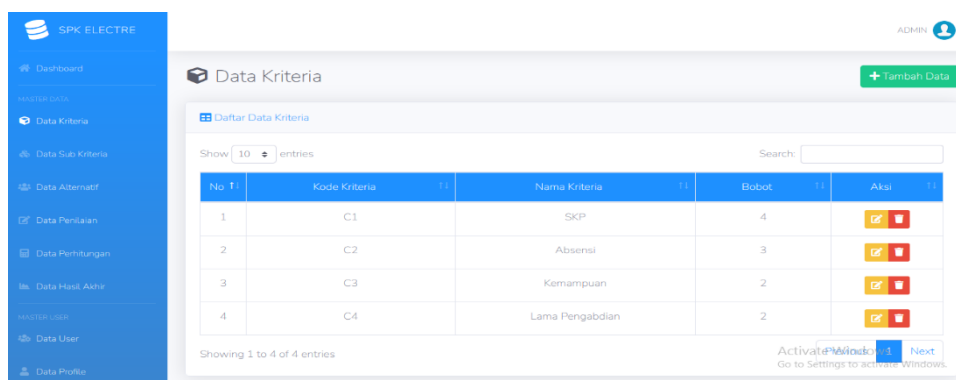 SPK ELECTRE
ADMIN
Dashboard
MASTER DATA
Data Kriteria
Data Sub Kriteria
Data Alternatif
Data Penilaian
Data Perhitungan
Data Hasil Akhir
MASTER USER
Data User
Data Profile
Data Kriteria
Tambah Data
Daftar Data Kriteria
Show 10 entries
Search:
No Kode Kriteria Nama Kriteria Bobot Aksi
1 C1 SKP 4
2 C2 Absensi 3
3 C3 Kemampuan 2
4 C4 Lama Pengabdian 2
Showing 1 to 4 of 4 entries
Previous 1 Next
Activate Windows
Go to Settings to activate Windows.